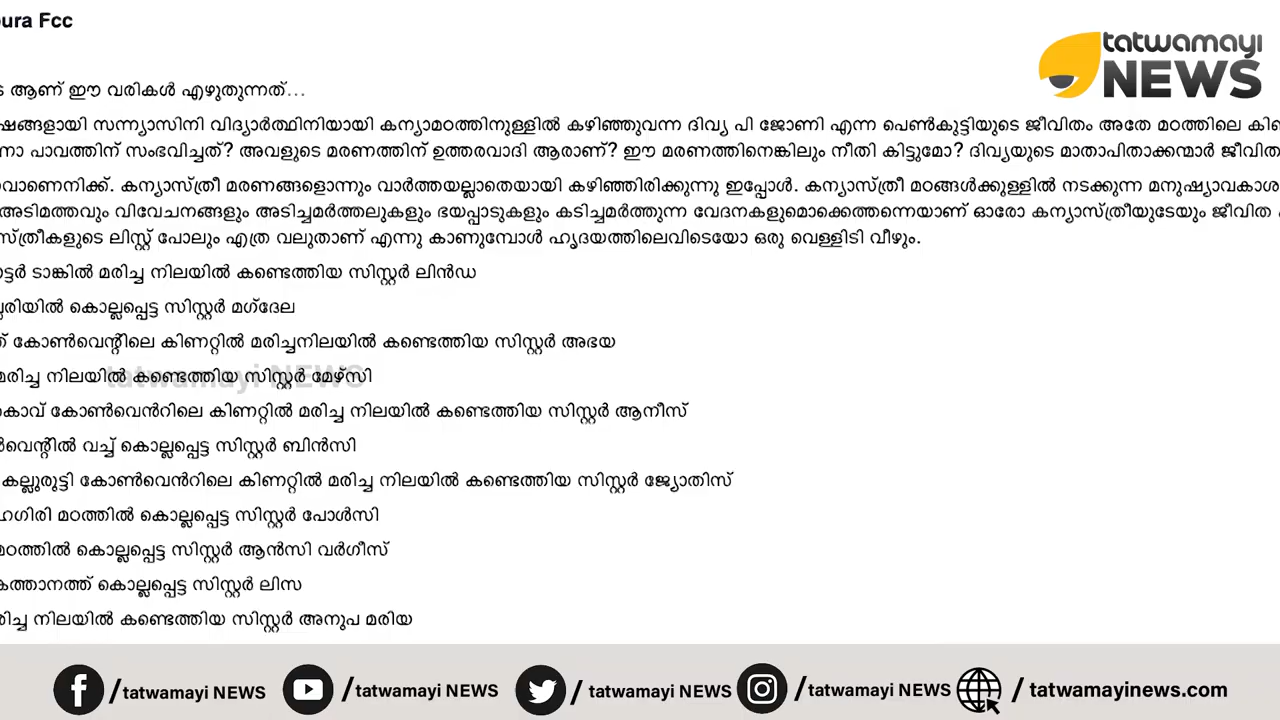 ura Fcc
tatwamayi
NEWS
ആണ് ഈ വരികൾ എഴുതുന്നത്...
ഷങ്ങളായി സന്ന്യാസിനി വിദ്യാർത്ഥിനിയായി കന്യാമഠത്തിനുള്ളിൽ കഴിഞ്ഞുവന്ന ദിവ്യ പി ജോണി എന്ന പെൺകുട്ടിയുടെ ജീവിതം അതേ മഠത്തിലെ
പാവത്തിന് സംഭവിച്ചത്? അവളുടെ മരണത്തിന് ഉത്തരവാദി ആരാണ്? ഈ മരണത്തിനെങ്കിലും നീതി കിട്ടുമോ? ദിവ്യയുടെ മാതാപിതാക്കന്മാർ ജീവിത
വാണെനിക്ക്. കന്യാസ്ത്രീ മരണങ്ങളൊന്നും വാർത്തയല്ലാതെയായി കഴിഞ്ഞിരിക്കുന്നു ഇപ്പോൾ. കന്യാസ്ത്രീ മഠങ്ങൾക്കുള്ളിൽ നടക്കുന്ന മനുഷ്യാവകാശ
അടിമത്തവും വിവേചനങ്ങളും അടിച്ചമർത്തലുകളും ഭയപ്പാടുകളും കടിച്ചമർത്തുന്ന വേദനകളുമൊക്കെത്തന്നെയാണ് ഓരോ കന്യാസ്ത്രീയുടേയും ജീവിത
സ്ത്രീകളുടെ ലിസ്റ്റ് പോലും എത്ര വലുതാണ് എന്നു കാണുമ്പോൾ ഹൃദയത്തിലെവിടെയോ ഒരു വെള്ളിടി വീഴും.
ട്ടർ ടാങ്കിൽ മരിച്ച നിലയിൽ കണ്ടെത്തിയ സിസ്റ്റർ ലിൻഡ
രിയിൽ കൊല്ലപ്പെട്ട സിസ്റ്റർ മഗ്ദേല
കോൺവെന്റിലെ കിണറ്റിൽ മരിച്ചനിലയിൽ കണ്ടെത്തിയ സിസ്റ്റർ അഭയ
മരിച്ച നിലയിൽ കണ്ടെത്തിയ സിസ്റ്റർ മേഴ്സി
tatwamayi NEWS
കാവ് കോൺവെൻറിലെ കിണറ്റിൽ മരിച്ച നിലയിൽ കണ്ടെത്തിയ സിസ്റ്റർ ആനീസ്
വെന്റിൽ വച്ച് കൊല്ലപ്പെട്ട സിസ്റ്റർ ബിൻസി
കല്ലുരുട്ടി കോൺവെൻറിലെ കിണറ്റിൽ മരിച്ച നിലയിൽ കണ്ടെത്തിയ സിസ്റ്റർ ജ്യോതിസ്
ഹഗിരി മഠത്തിൽ കൊല്ലപ്പെട്ട സിസ്റ്റർ പോൾസി
മഠത്തിൽ കൊല്ലപ്പെട്ട സിസ്റ്റർ ആൻസി വർഗീസ്
കത്താനത്ത് കൊല്ലപ്പെട്ട സിസ്റ്റർ ലിസ
രിച്ച നിലയിൽ കണ്ടെത്തിയ സിസ്റ്റർ അനുപ മരിയ
/tatwamayi NEWS /tatwamayi NEWS / tatwamayi NEWS /tatwamayi NEWS / tatwamayinews.com